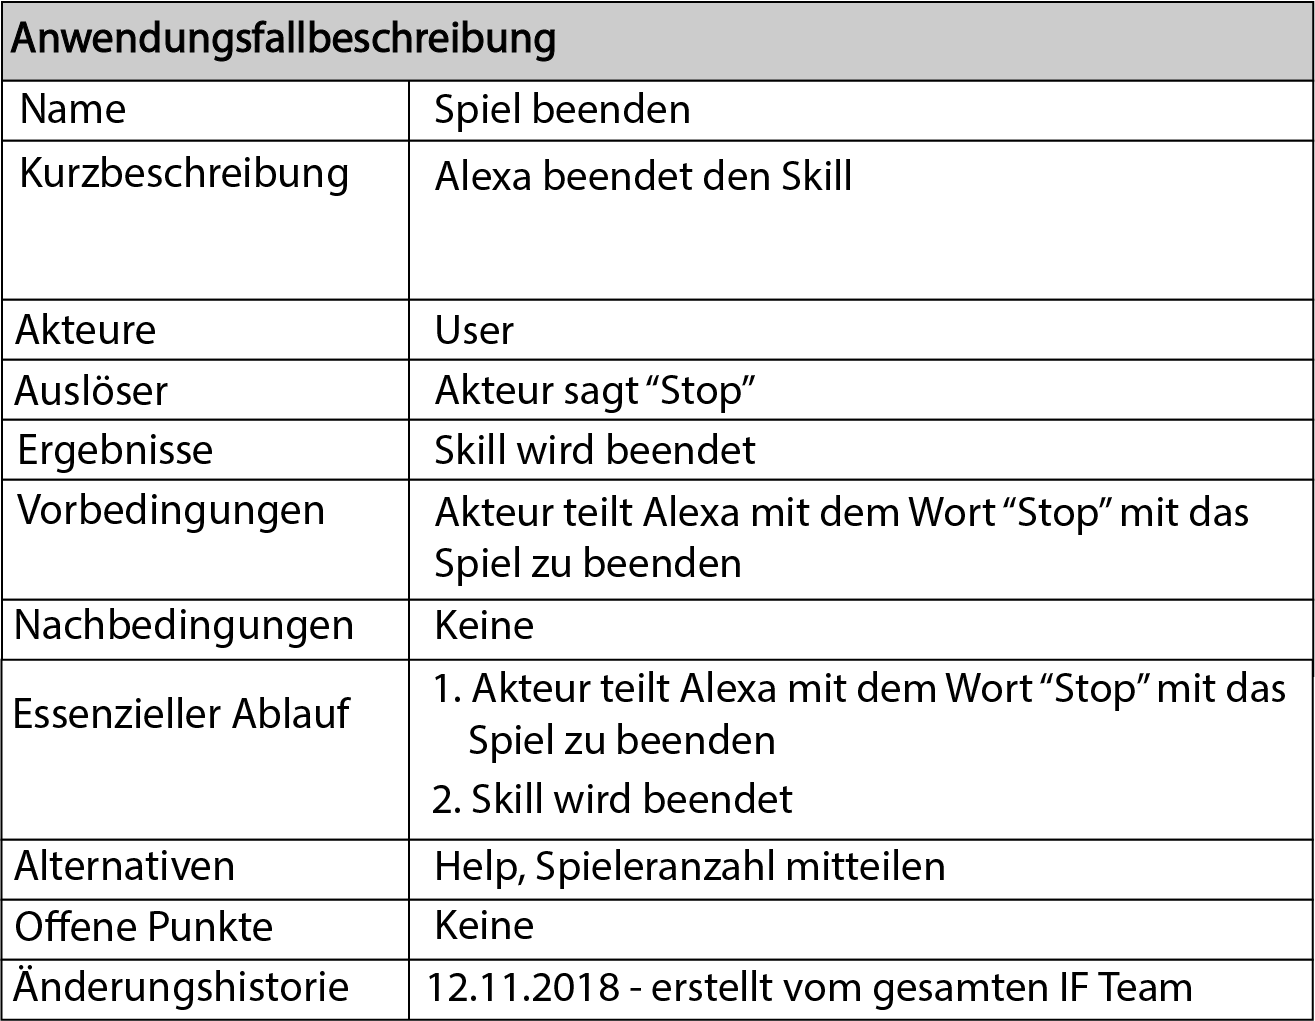 Anwendungsfallbeschreibung
Name
Spiel beenden
Kurzbeschreibung
Alexa beendet den Skill
Akteure
User
Auslöser
Akteur sagt “Stop”
Ergebnisse
Skill wird beendet
Vorbedingungen
Akteur teilt Alexa mit dem Wort “Stop” mit das
Spiel zu beenden
Nachbedingungen
Keine
Essenzieller Ablauf
1. Akteur teilt Alexa mit dem Wort “Stop” mit das
Spiel zu beenden
2. Skill wird beendet
Alternativen
Help, Spieleranzahl mitteilen
Offene Punkte
Keine
Änderungshistorie
12.11.2018 - erstellt vom gesamten IF Team